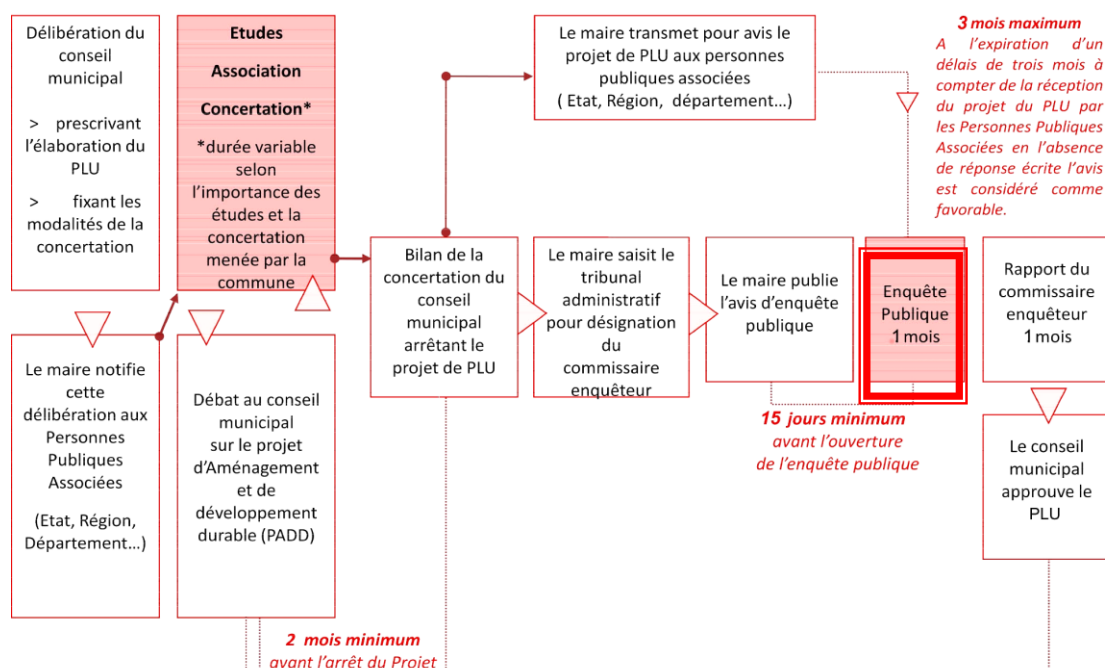 Délibération du
conseil
municipal
> prescrivant
l'élaboration du
PLU
> fixant les
modalités de la
concertation
Etudes
Association
Concertation*
*durée variable
selon
l'importance des
études et la
concertation
menée par la
commune
Le maire transmet pour avis le
projet de PLU aux personnes
publiques associées
( Etat, Région, département...)
3 mois maximum
A l'expiration d'un
délais de trois mois à
compter de la réception
du projet du PLU par
les Personnes Publiques
Associées en l'absence
de réponse écrite l'avis
est considéré comme
favorable.
Le maire notifie
cette
délibération aux
Personnes
Publiques
Associées
(Etat, Région,
Département...)
Débat au conseil
municipal
sur le projet
d'Aménagement
et de
développement
durable (PADD)
Bilan de la
concertation du
conseil
municipal
arrêtant le
projet de PLU
Le maire saisit le
tribunal
administratif
pour désignation
du
commissaire
enquêteur
Le maire publie
l'avis d'enquête
publique
Enquête
Publique
1 mois
Rapport du
commissaire
enquêteur
1 mois
15 jours minimum
avant l'ouverture
de l'enquête publique
Le conseil
municipal
approuve le
PLU
2 mois minimum
avant l'arrêt du Projet